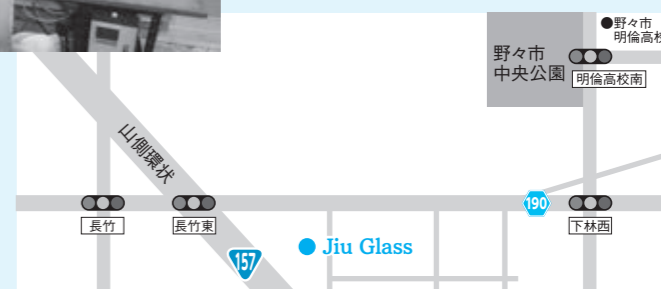 ●野々市
明倫高校
野々市
中央公園
明倫高校南
山側環状
長竹
長竹東
190
下林西
157
Jiu Glass